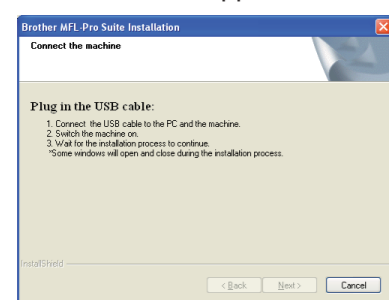 Brother MFL-Pro Suite Installation
Connect the machine
Plug in the USB cable:
1. Connect the USB cable to the PC and the machine.
2. Switch the machine on.
3. Wait for the installation process to continue.
*Some windows will open and close during the installation process.
InstallShield
< Back Next > Cancel